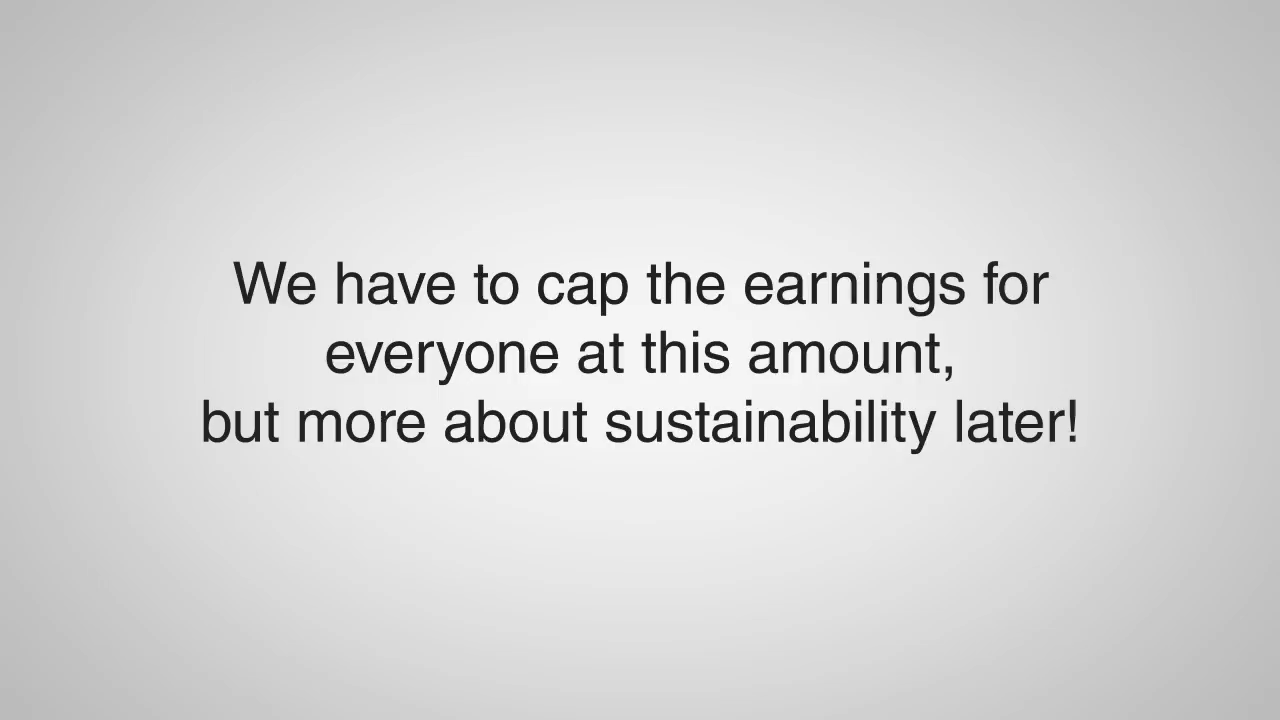 We have to cap the earnings for
everyone at this amount,
but more about sustainability later!